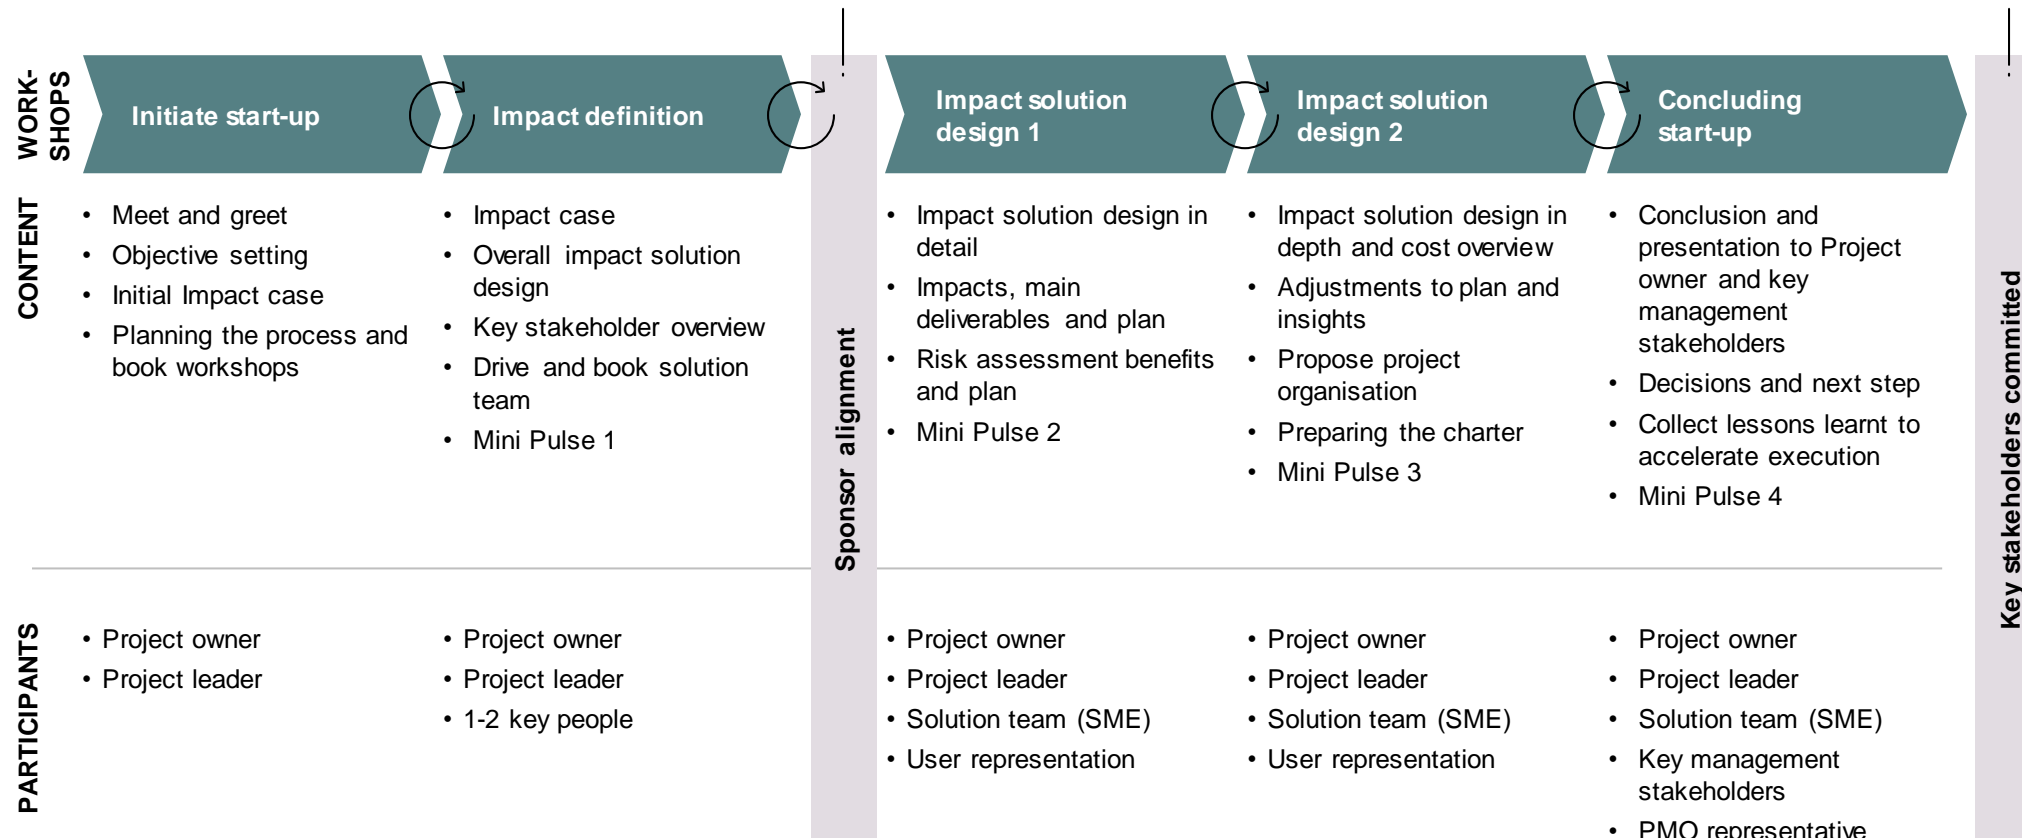 WORK-
SHOPS
Initiate start-up
Impact definition
Impact solution
design 1
Impact solution
design 2
Concluding
start-up
CONTENT
• Meet and greet
• Objective setting
• Initial Impact case
• Planning the process and
book workshops
• Impact case
• Overall impact solution
design
• Key stakeholder overview
• Drive and book solution
team
• Mini Pulse 1
Sponsor alignment
• Impact solution design in
detail
• Impacts, main
deliverables and plan
• Risk assessment benefits
and plan
• Mini Pulse 2
• Impact solution design in
depth and cost overview
• Adjustments to plan and
insights
• Propose project
organisation
• Preparing the charter
• Mini Pulse 3
• Conclusion and
presentation to Project
owner and key
management
stakeholders
• Decisions and next step
• Collect lessons learnt to
accelerate execution
• Mini Pulse 4
Key stakeholders committed
PARTICIPANTS
• Project owner
• Project leader
• Project owner
• Project leader
• 1-2 key people
• Project owner
• Project leader
• Solution team (SME)
• User representation
• Project owner
• Project leader
• Solution team (SME)
• User representation
• Project owner
• Project leader
• Solution team (SME)
• Key management
stakeholders
• PMO representative